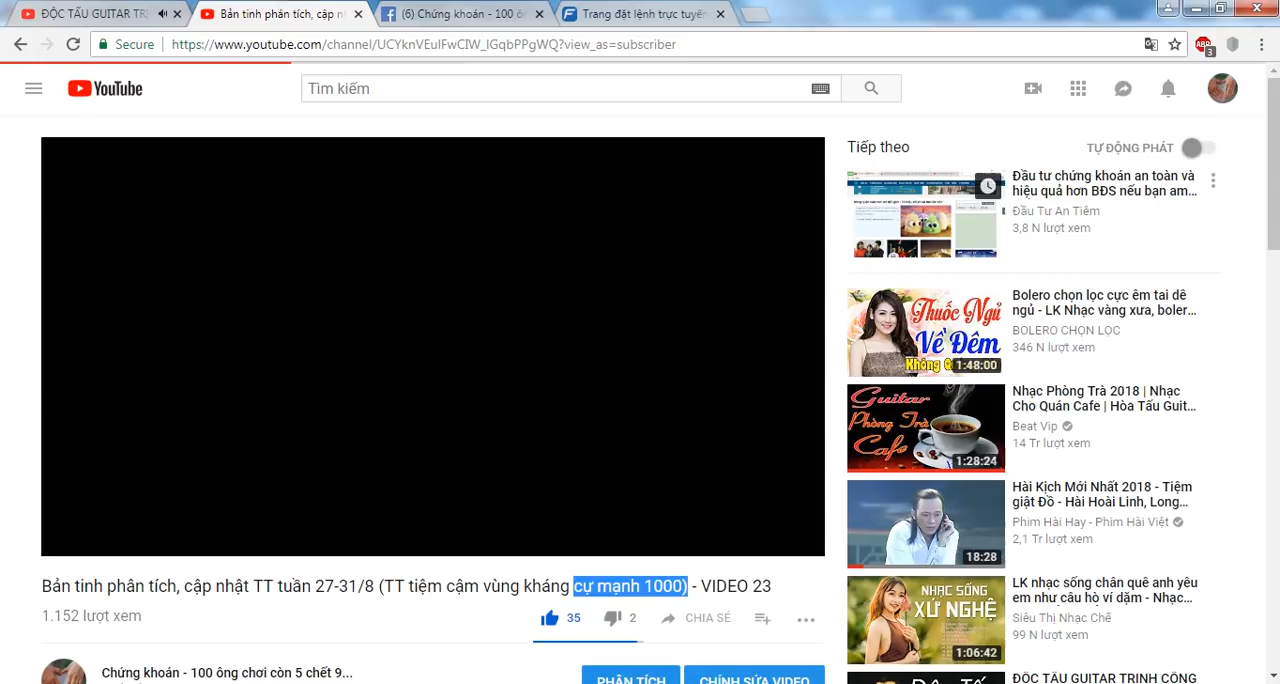 ĐỘC TẤU GUITAR TRÌ
Bản tinh phân tích, cập nh
(6) Chứng khoán - 100 ôn
Trang đặt lệnh trực tuyến
Secure
https://www.youtube.com/channel/UCYknVEuIFwCIW_lGqbPPgWQ?view_as=subscriber
ABP
3
YouTube
Tìm kiếm
Tiếp theo
TỰ ĐỘNG PHÁT
Đầu tư chứng khoán an toàn và
hiệu quả hơn BĐS nếu bạn am...
Đầu Tư An Tiêm
3,8 N lượt xem
Thuốc Ngủ
Về Đêm
Không Q
1:48:00
Bolero chọn lọc cực êm tai dễ
ngủ - LK Nhạc vàng xưa, boler...
BOLERO CHỌN LỌC
346 N lượt xem
Guitar
Phòng Trà
Cafe
1:28:24
Nhạc Phòng Trà 2018 | Nhạc
Cho Quán Cafe | Hòa Tấu Guit...
Beat Vip
14 Tr lượt xem
18:28
Hài Kịch Mới Nhất 2018 - Tiệm
giặt Đồ - Hài Hoài Linh, Long...
Phim Hài Hay - Phim Hài Việt
2,1 Tr lượt xem
NHẠC SỐNG
XỨ NGHỆ
1:06:42
LK nhạc sống chân quê anh yêu
em như câu hò ví dặm - Nhạc...
Siêu Thị Nhạc Chế
99 N lượt xem
ĐỘC TẤU GUITAR TRỊNH CÔNG
Bản tinh phân tích, cập nhật TT tuần 27-31/8 (TT tiệm cậm vùng kháng cự mạnh 1000) - VIDEO 23
1.152 lượt xem
35
2
CHIA SẺ
Chứng khoán - 100 ông chơi còn 5 chết 9...
PHÂN TÍCH
CHỈNH SỬA VIDEO